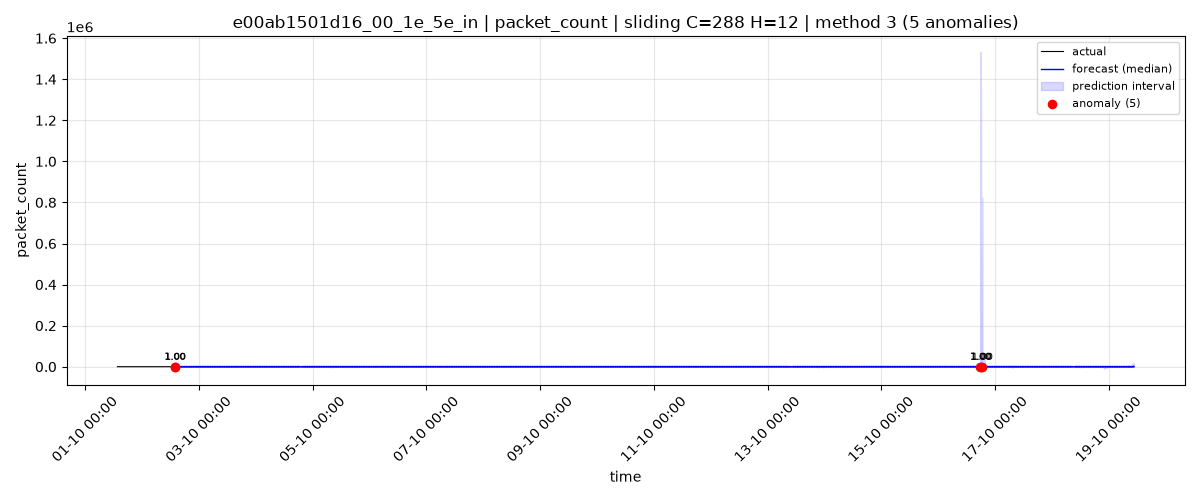 e00ab1501d16_00_1e_5e_in | packet_count | sliding C=288 H=12 | method 3 (5 anomalies)
1e6
1.6
1.4
1.2
1.0
0.8
0.6
0.4
0.2
0.0
packet_count
actual
forecast (median)
prediction interval
anomaly (5)
1.00
1.00
01-10 00:00
03-10 00:00
05-10 00:00
07-10 00:00
09-10 00:00
11-10 00:00
13-10 00:00
15-10 00:00
17-10 00:00
19-10 00:00
time